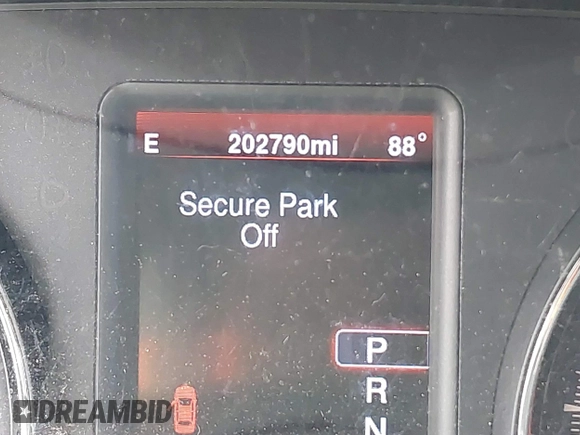 E 202790mi 88°
Secure Park
Off
P
R
N
DREAMBID